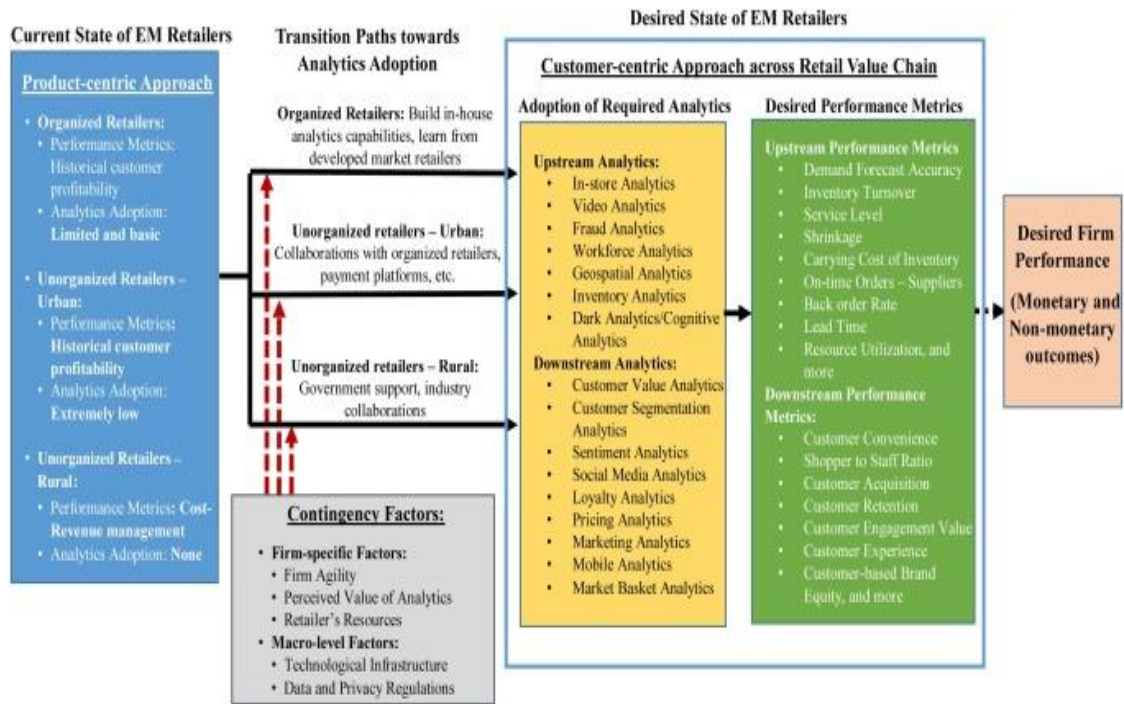 Current State of EM Retailers
Product-centric Approach
• Organized Retailers:
• Performance Metrics:
Historical customer
profitability
• Analytics Adoption:
Limited and basic
• Unorganized Retailers –
Urban:
• Performance Metrics:
Historical customer
profitability
• Analytics Adoption:
Extremely low
• Unorganized Retailers –
Rural:
• Performance Metrics: Cost-
Revenue management
• Analytics Adoption: None
Transition Paths towards
Analytics Adoption
Organized Retailers: Build in-house
analytics capabilities, learn from
developed market retailers
Unorganized retailers – Urban:
Collaborations with organized retailers,
payment platforms, etc.
Unorganized retailers – Rural:
Government support, industry
collaborations
Contingency Factors:
• Firm-specific Factors:
• Firm Agility
• Perceived Value of Analytics
• Retailer's Resources
• Macro-level Factors:
• Technological Infrastructure
• Data and Privacy Regulations
Desired State of EM Retailers
Customer-centric Approach across Retail Value Chain
Adoption of Required Analytics
Upstream Analytics:
• In-store Analytics
• Video Analytics
• Fraud Analytics
• Workforce Analytics
• Geospatial Analytics
• Inventory Analytics
• Dark Analytics/Cognitive
Analytics
Downstream Analytics:
• Customer Value Analytics
• Customer Segmentation
Analytics
• Sentiment Analytics
• Social Media Analytics
• Loyalty Analytics
• Pricing Analytics
• Marketing Analytics
• Mobile Analytics
• Market Basket Analytics
Desired Performance Metrics
Upstream Performance Metrics
• Demand Forecast Accuracy
• Inventory Turnover
• Service Level
• Shrinkage
• Carrying Cost of Inventory
• On-time Orders – Suppliers
• Back order Rate
• Lead Time
• Resource Utilization, and
more
Downstream Performance
Metrics:
• Customer Convenience
• Shopper to Staff Ratio
• Customer Acquisition
• Customer Retention
• Customer Engagement Value
• Customer Experience
• Customer-based Brand
Equity, and more
Desired Firm
Performance
(Monetary and
Non-monetary
outcomes)